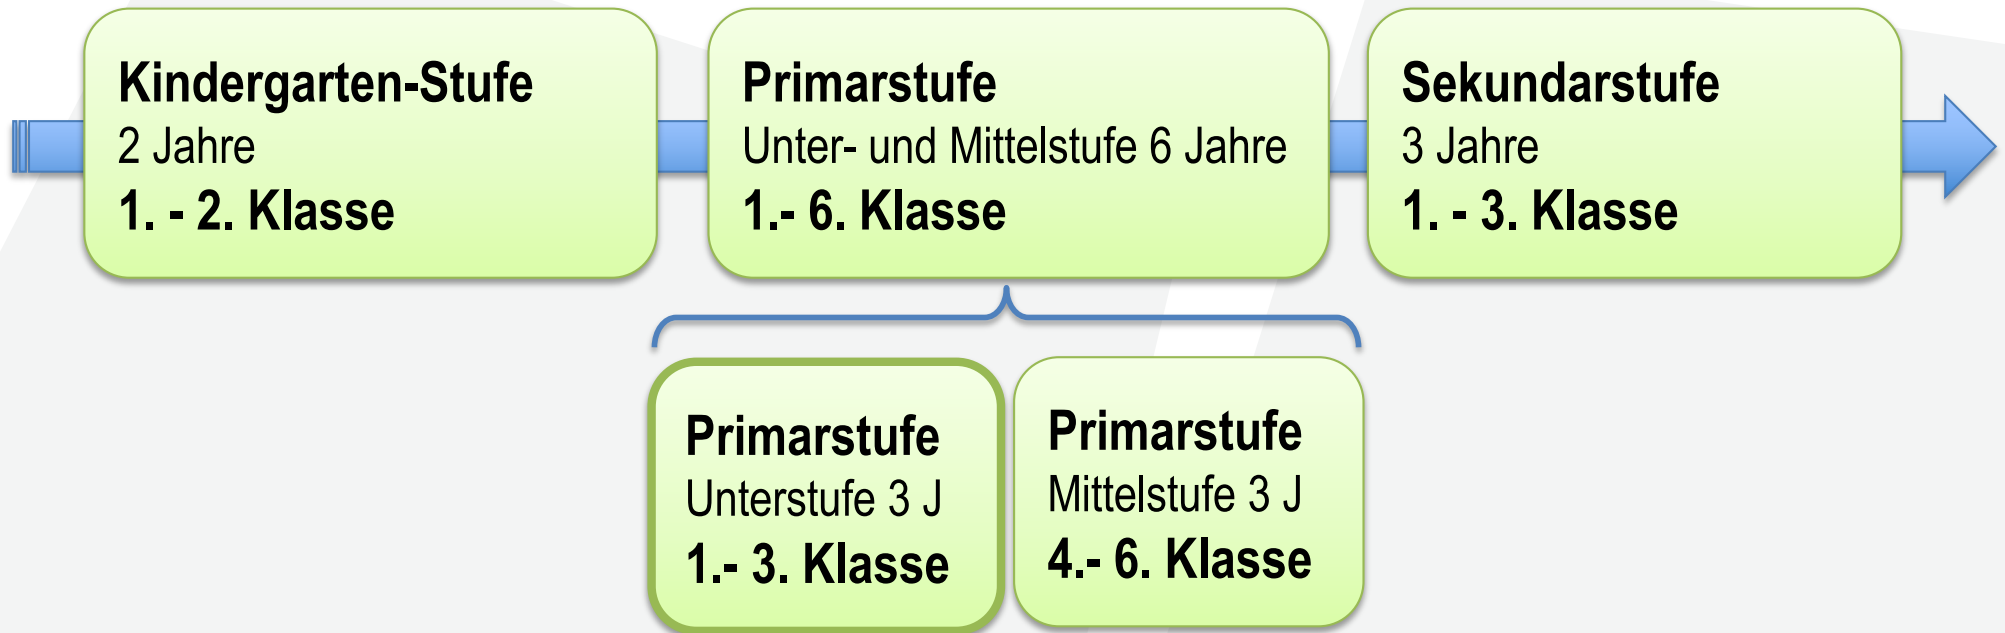 Kindergarten-Stufe
2 Jahre
1. - 2. Klasse
Primarstufe
Unter- und Mittelstufe 6 Jahre
1.- 6. Klasse
Sekundarstufe
3 Jahre
1. - 3. Klasse
Primarstufe
Unterstufe 3 J
1.- 3. Klasse
Primarstufe
Mittelstufe 3 J
4.- 6. Klasse